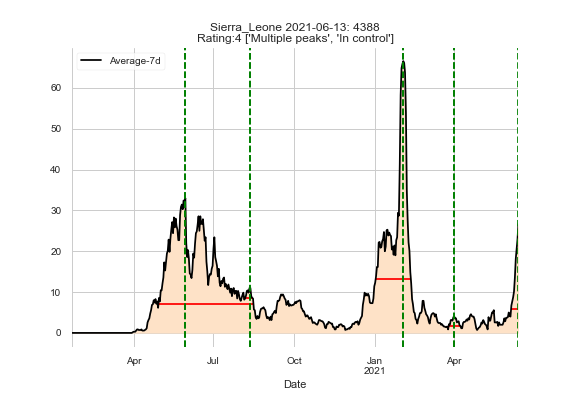 Sierra_Leone 2021-06-13: 4388
Rating:4 ['Multiple peaks', 'In control']
Average-7d
60
50
40
30
20
10
0
Apr
Jul
Oct
Jan
2021
Apr
Date